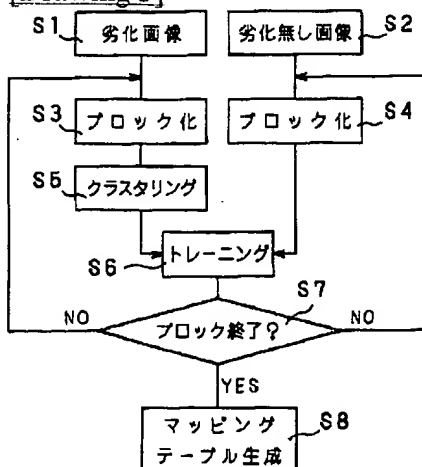 S1
劣化画像
劣化無し画像
S2
S3
ブロック化
ブロック化
S4
S5
クラスタリング
トレーニング
S6
S7
NO
ブロック終了?
NO
YES
マッピング
テーブル生成
S8